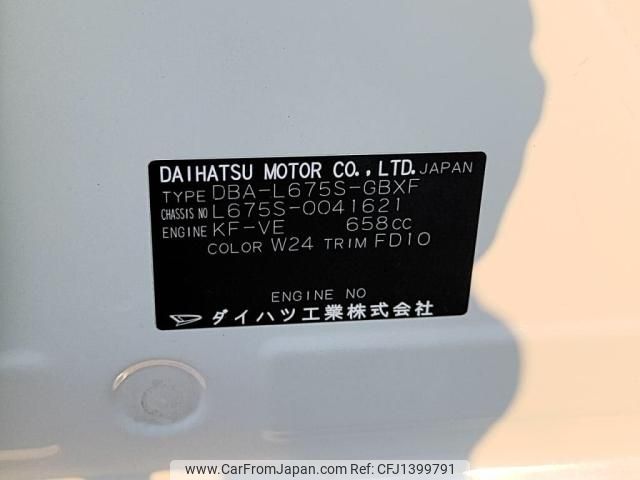 DAIHATSU MOTOR CO.,LTD. JAPAN
TYPE DBA-L675S-GBXF
CHASSIS NO L675S-0041621
ENGINE KF-VE 658cc
COLOR W24 TRIM FD10
ENGINE NO
ダイハツ工業株式会社
www.CarFromJapan.com / CarFromJapan - CFJ1399791